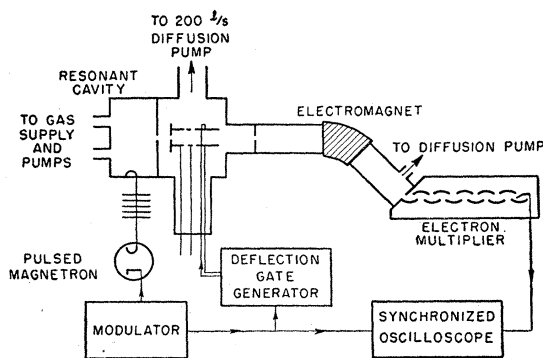 TO 200 ℓ/s
DIFFUSION
PUMP
RESONANT
CAVITY
TO GAS
SUPPLY
AND
PUMPS
ELECTROMAGNET
TO DIFFUSION PUMP
ELECTRON
MULTIPLIER
PULSED
MAGNETRON
DEFLECTION
GATE
GENERATOR
MODULATOR
SYNCHRONIZED
OSCILLOSCOPE